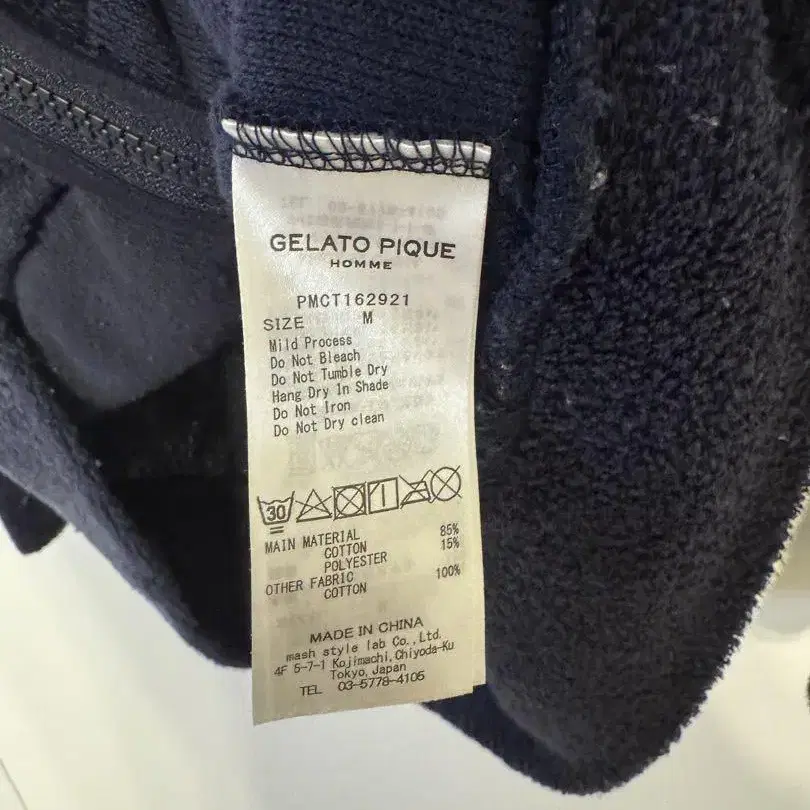 GELATO PIQUE
HOMME
PMCT162921
SIZE M
Mild Process
Do Not Bleach
Do Not Tumble Dry
Hang Dry In Shade
Do Not Iron
Do Not Dry clean
30
MAIN MATERIAL
COTTON 85%
POLYESTER 15%
OTHER FABRIC
COTTON 100%
MADE IN CHINA
mash style lab Co.,Ltd.
4F 5-7-1 Kojimachi,Chiyoda-Ku
Tokyo,Japan
TEL 03-5778-4105